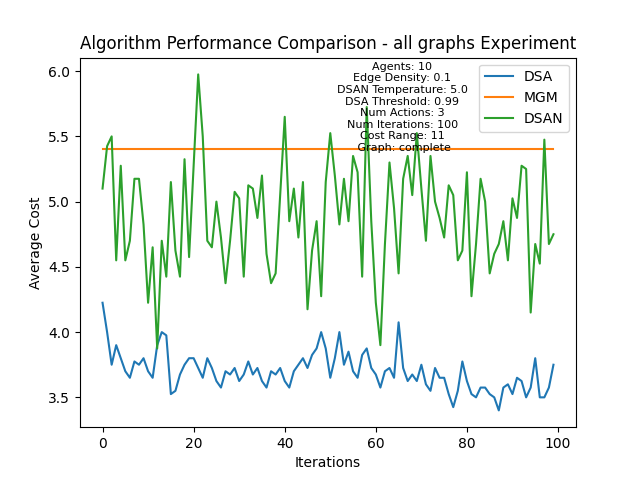 Algorithm Performance Comparison - all graphs Experiment
Agents: 10
Edge Density: 0.1
DSAN Temperature: 5.0
DSA Threshold: 0.99
Num Actions: 3
Num Iterations: 100
Cost Range: 11
Graph: complete
DSA
MGM
DSAN
Average Cost
6.0
5.5
5.0
4.5
4.0
3.5
0 20 40 60 80 100
Iterations